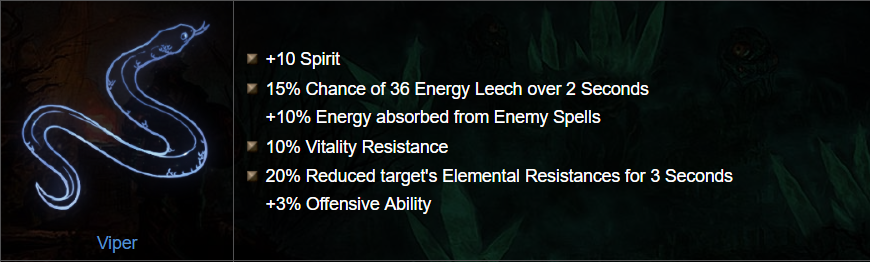 +10 Spirit
15% Chance of 36 Energy Leech over 2 Seconds
+10% Energy absorbed from Enemy Spells
10% Vitality Resistance
20% Reduced target's Elemental Resistances for 3 Seconds
+3% Offensive Ability
Viper